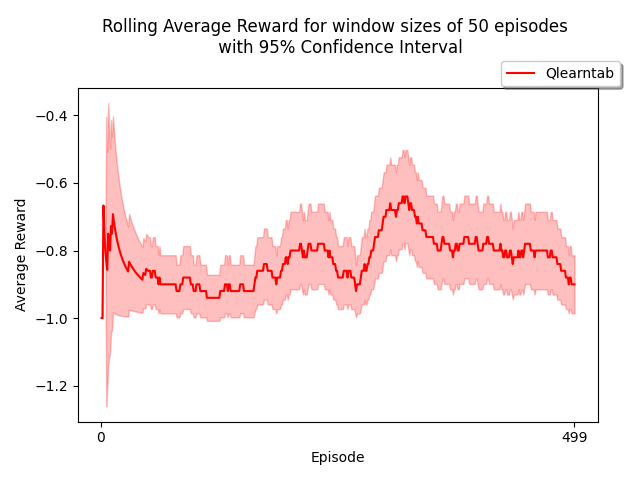 Rolling Average Reward for window sizes of 50 episodes
with 95% Confidence Interval
Qlearntab
−0.4
−0.6
−0.8
−1.0
−1.2
Average Reward
0
499
Episode